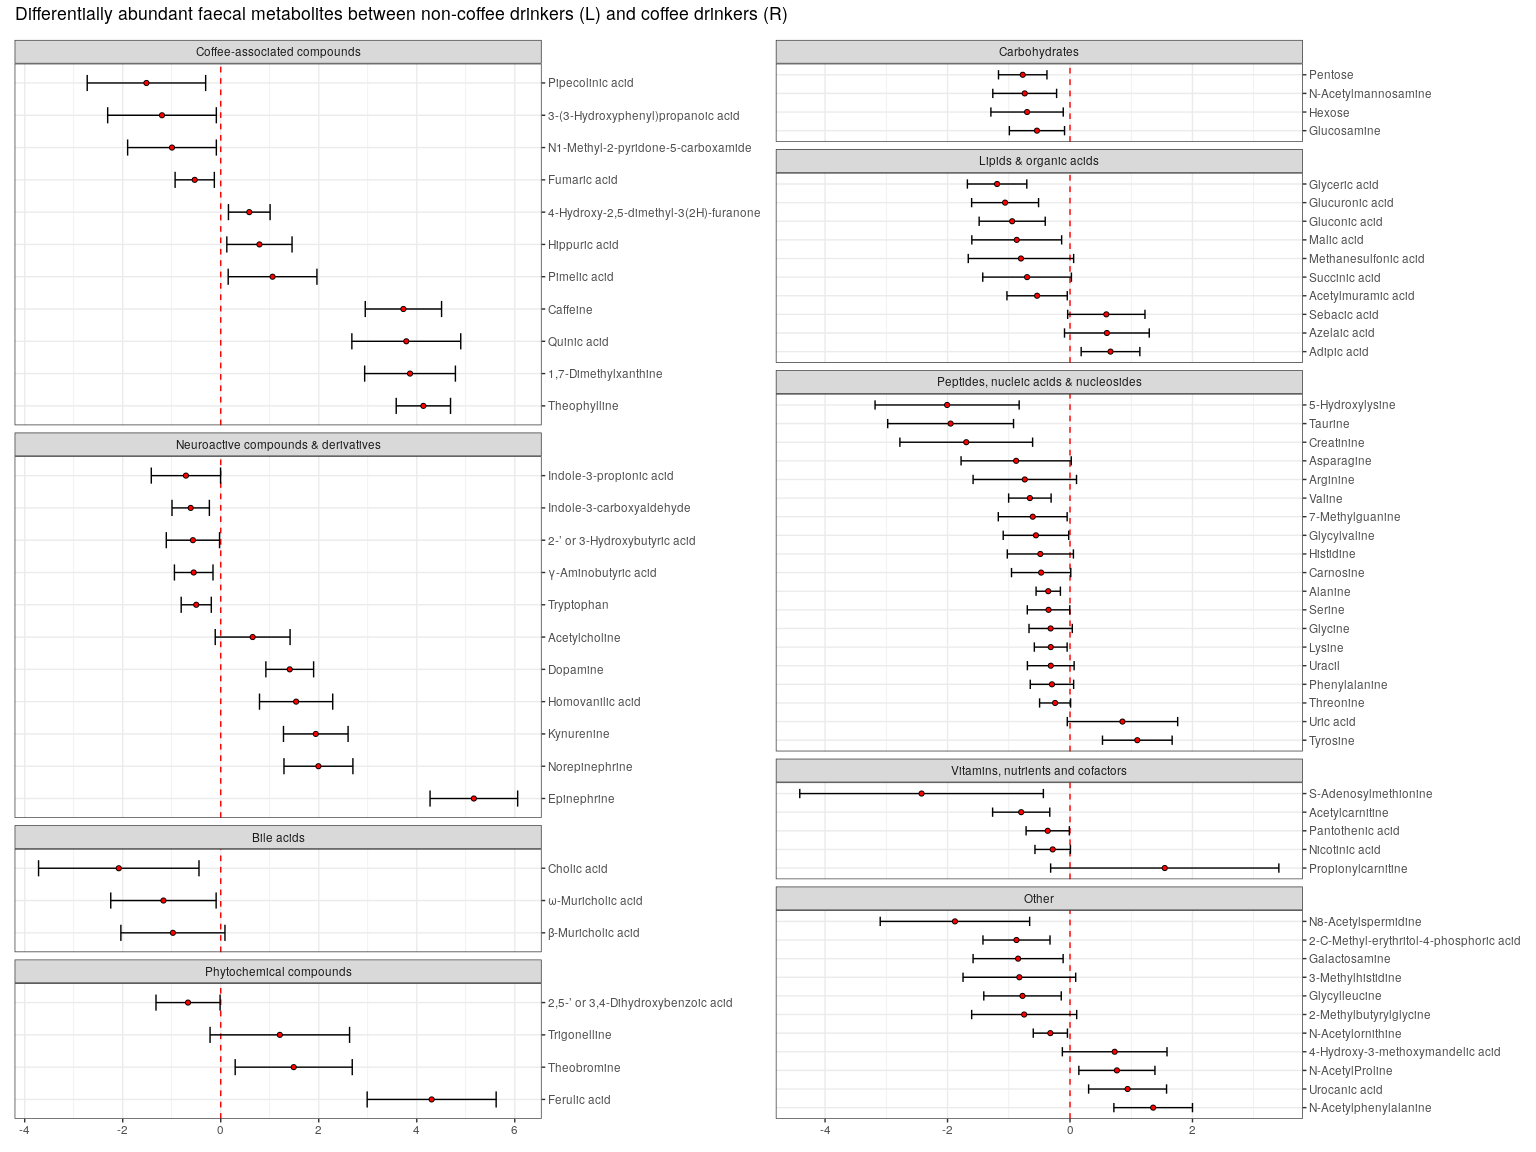 Differentially abundant faecal metabolites between non-coffee drinkers (L) and coffee drinkers (R)
Coffee-associated compounds
Pipecolinic acid
3-(3-Hydroxyphenyl)propanoic acid
N1-Methyl-2-pyridone-5-carboxamide
Fumaric acid
4-Hydroxy-2,5-dimethyl-3(2H)-furanone
Hippuric acid
Pimelic acid
Caffeine
Quinic acid
1,7-Dimethylxanthine
Theophylline
Neuroactive compounds & derivatives
Indole-3-propionic acid
Indole-3-carboxyaldehyde
2-' or 3-Hydroxybutyric acid
γ-Aminobutyric acid
Tryptophan
Acetylcholine
Dopamine
Homovanilic acid
Kynurenine
Norepinephrine
Epinephrine
Bile acids
Cholic acid
ω-Muricholic acid
β-Muricholic acid
Phytochemical compounds
2,5-' or 3,4-Dihydroxybenzoic acid
Trigonelline
Theobromine
Ferulic acid
-4 -2 0 2 4 6
Carbohydrates
Pentose
N-Acetylmannosamine
Hexose
Glucosamine
Lipids & organic acids
Glyceric acid
Glucuronic acid
Gluconic acid
Malic acid
Methanesulfonic acid
Succinic acid
Acetylmuramic acid
Sebacic acid
Azelaic acid
Adipic acid
Peptides, nucleic acids & nucleosides
5-Hydroxylysine
Taurine
Creatinine
Asparagine
Arginine
Valine
7-Methylguanine
Glycylvaline
Histidine
Carnosine
Alanine
Serine
Glycine
Lysine
Uracil
Phenylalanine
Threonine
Uric acid
Tyrosine
Vitamins, nutrients and cofactors
S-Adenosylmethionine
Acetylcarnitine
Pantothenic acid
Nicotinic acid
Propionylcarnitine
Other
N8-Acetylspermidine
2-C-Methyl-erythritol-4-phosphoric acid
Galactosamine
3-Methylhistidine
Glycylleucine
2-Methylbutyrylglycine
N-Acetylornithine
4-Hydroxy-3-methoxymandelic acid
N-AcetylProline
Urocanic acid
N-Acetylphenylalanine
-4 -2 0 2